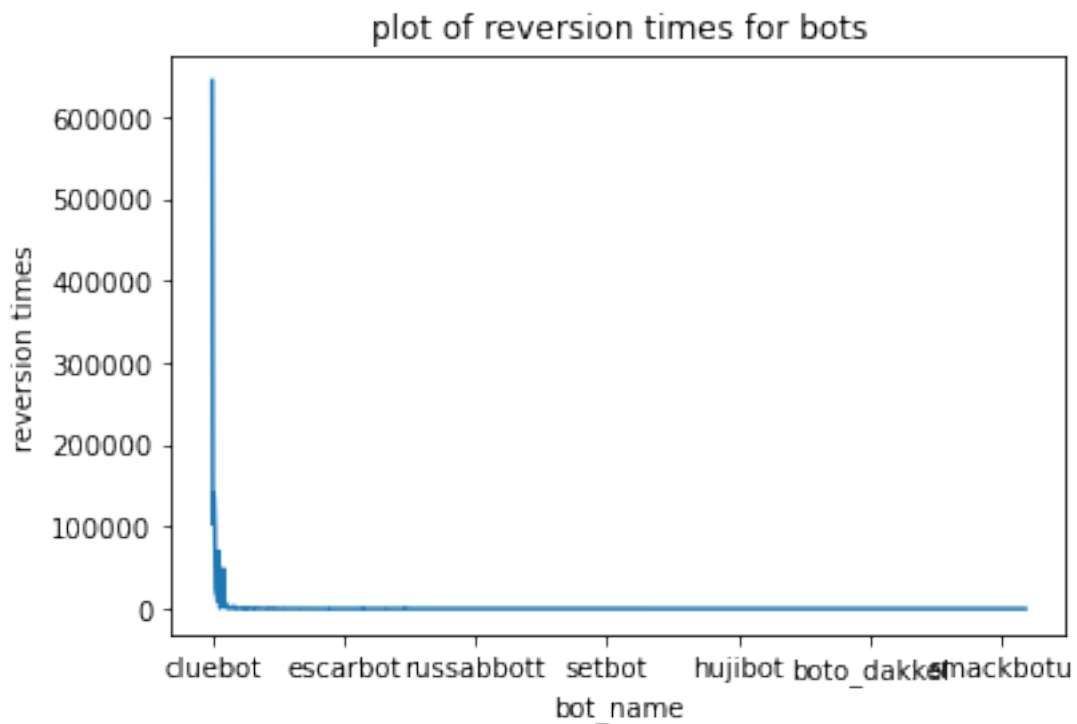 plot of reversion times for bots
600000
500000
400000
300000
200000
100000
0
reversion times
cluebot escarbot russabbott setbot hujibot boto_dakkel smackbotu
bot_name